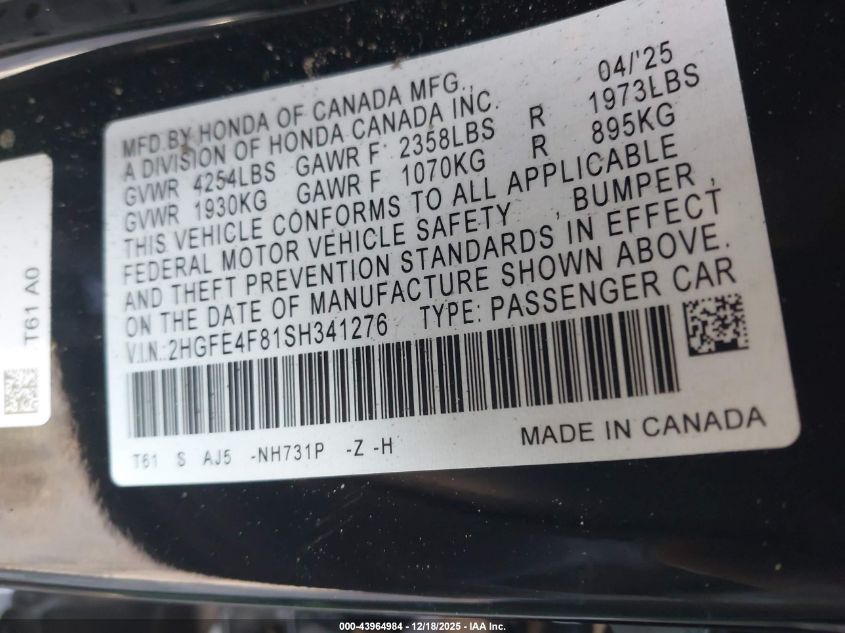 MFD.BY HONDA OF CANADA MFG., 04/'25
A DIVISION OF HONDA CANADA INC.
GVWR 4254LBS GAWR F 2358LBS R 1973LBS
GVWR 1930KG GAWR F 1070KG R 895KG
THIS VEHICLE CONFORMS TO ALL APPLICABLE
FEDERAL MOTOR VEHICLE SAFETY , BUMPER ,
AND THEFT PREVENTION STANDARDS IN EFFECT
ON THE DATE OF MANUFACTURE SHOWN ABOVE.
V.I.N.:2HGFE4F81SH341276 TYPE: PASSENGER CAR
T61 S AJ5 -NH731P -Z -H MADE IN CANADA
T61 A0
000-43964984 - 12/18/2025 - IAA Inc.